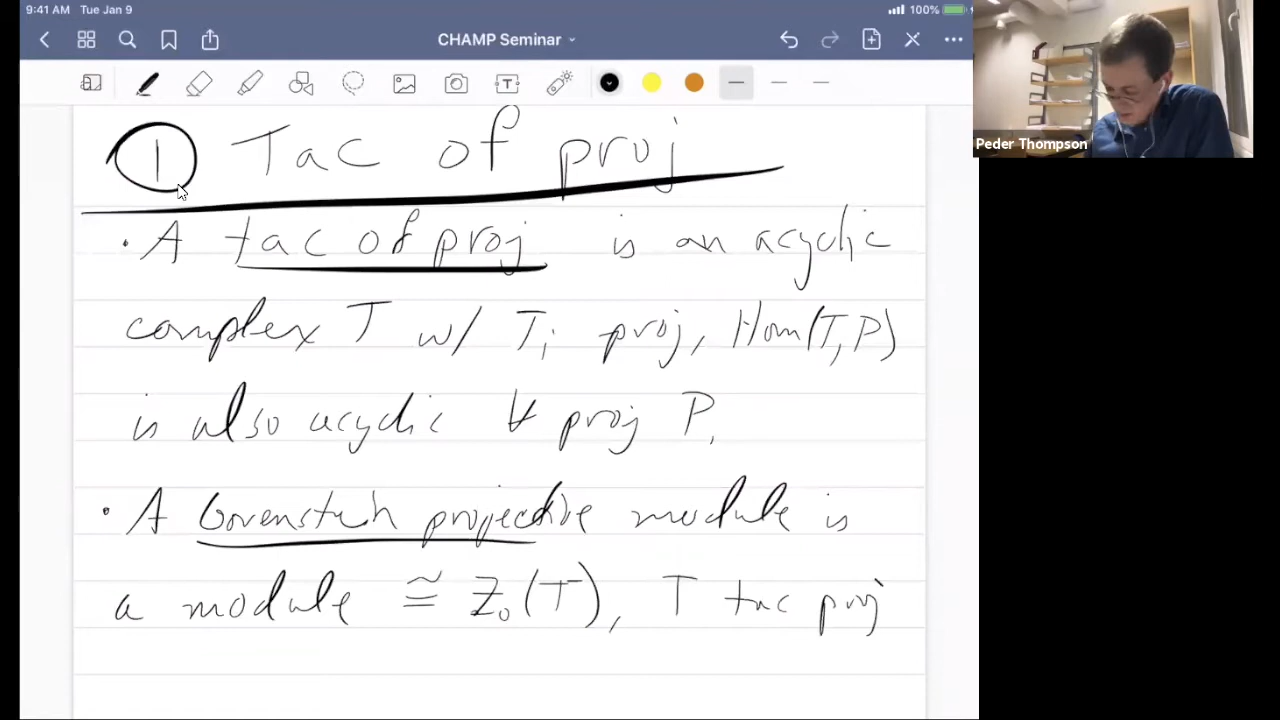 9:41 AM Tue Jan 9
100%
CHAMP Seminar
Peder Thompson
① Tac of proj
• A tac of proj is an acyclic
complex T w/ Ti proj, Hom(T,P)
is also acyclic ∀ proj P.
• A Gorenstein projective module is
a module ≅ Z₀(T), T tac proj